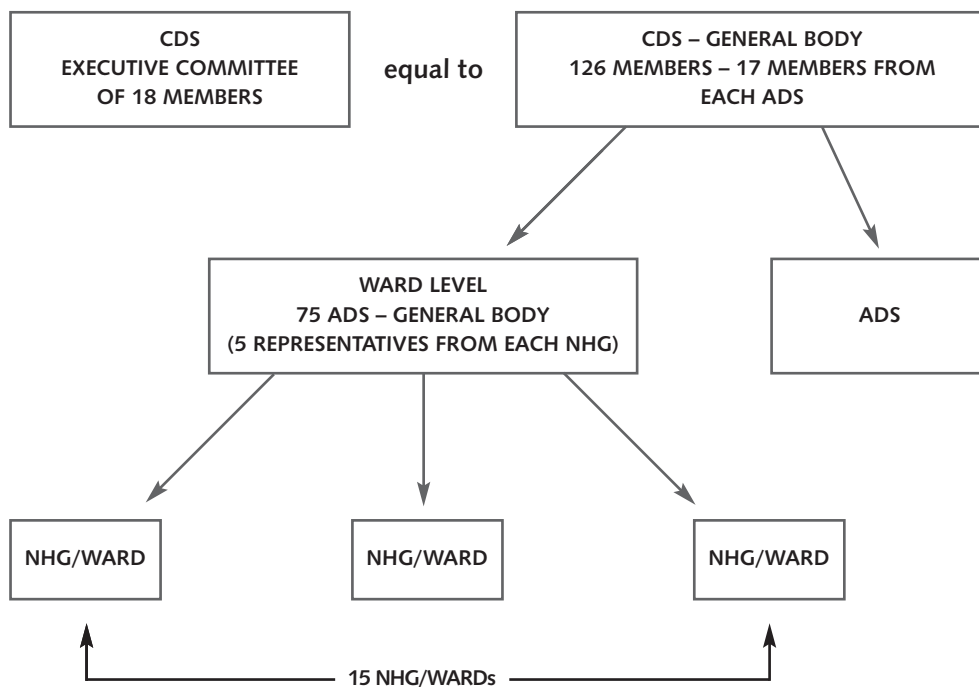 CDS
EXECUTIVE COMMITTEE
OF 18 MEMBERS
equal to
CDS – GENERAL BODY
126 MEMBERS – 17 MEMBERS FROM
EACH ADS
WARD LEVEL
75 ADS – GENERAL BODY
(5 REPRESENTATIVES FROM EACH NHG)
ADS
NHG/WARD
NHG/WARD
NHG/WARD
15 NHG/WARDs